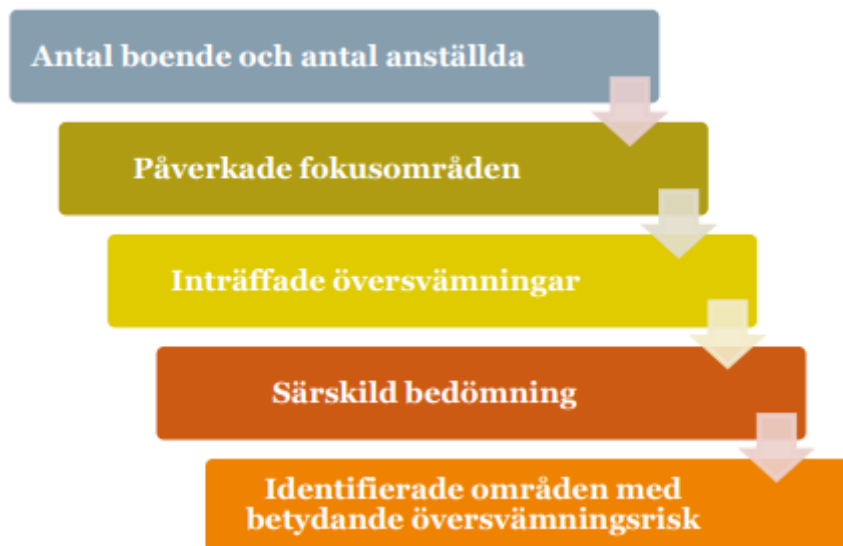 Antal boende och antal anställda
Påverkade fokusområden
Inträffade översvämningar
Särskild bedömning
Identifierade områden med
betydande översvämningsrisk